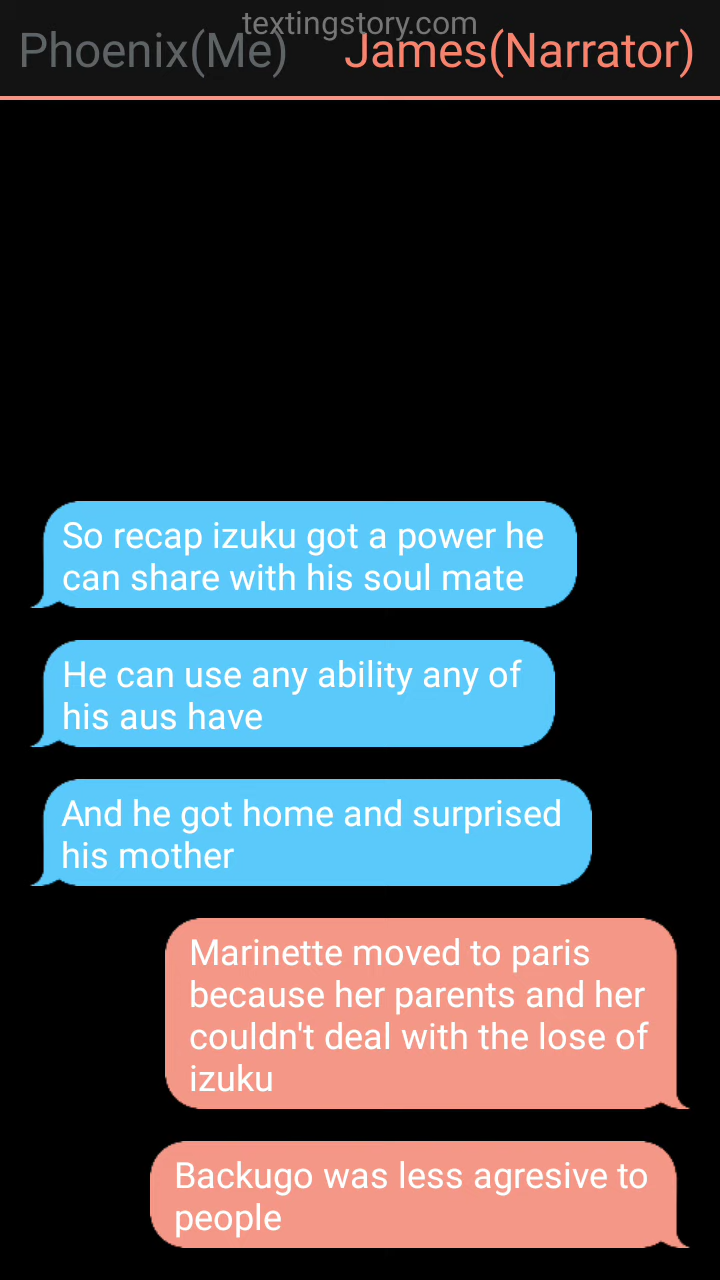 textingstory.com
Phoenix(Me) James(Narrator)
So recap izuku got a power he
can share with his soul mate
He can use any ability any of
his aus have
And he got home and surprised
his mother
Marinette moved to paris
because her parents and her
couldn't deal with the lose of
izuku
Backugo was less agresive to
people